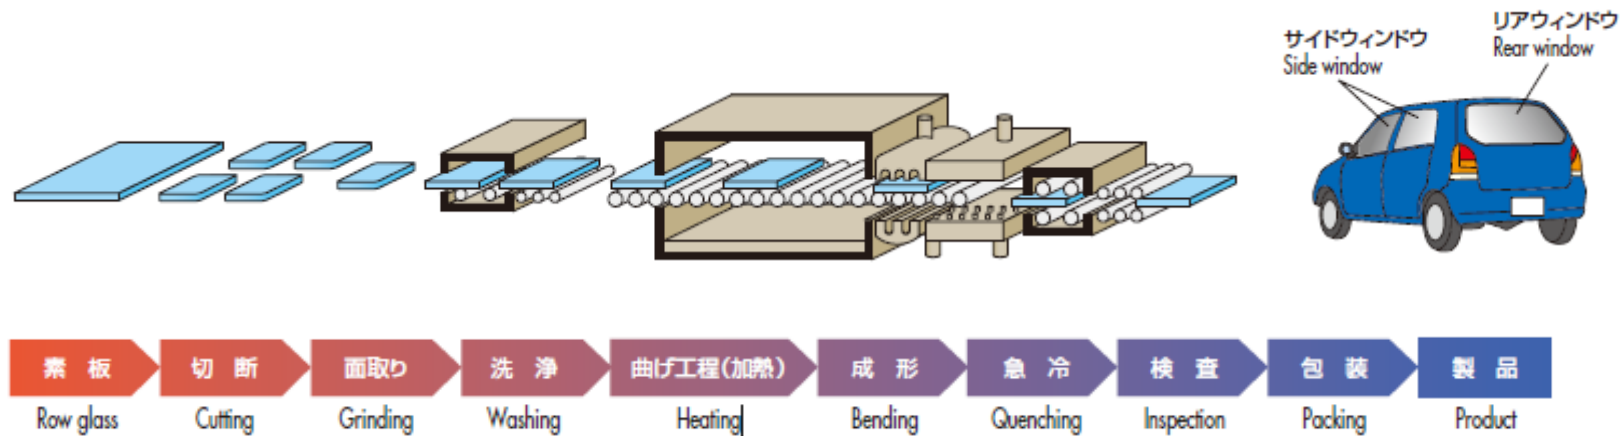 リアウィンドウ
Rear window
サイドウィンドウ
Side window
素 板
切 断
面取り
洗 浄
曲げ工程(加熱)
成 形
急 冷
検 査
包 装
製 品
Row glass
Cutting
Grinding
Washing
Heating
Bending
Quenching
Inspection
Packing
Product